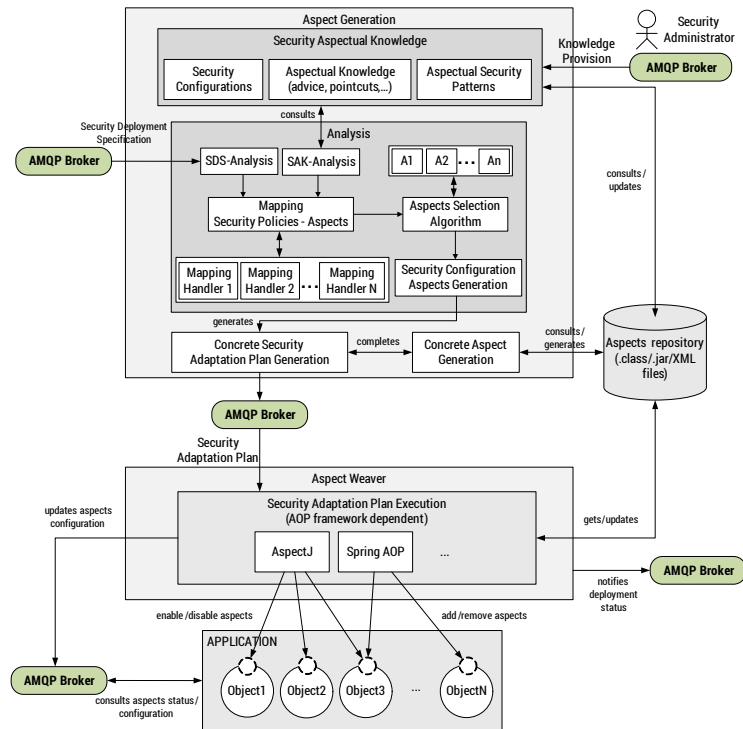 Aspect Generation
Security Aspectual Knowledge
Security
Configurations
Aspectual Knowledge
(advice, pointcuts,...)
Aspectual Security
Patterns
Knowledge
Provision
Security
Administrator
AMQP Broker
consults
Analysis
Security Deployment
Specification
AMQP Broker
SDS-Analysis
SAK-Analysis
A1
A2
...
An
Mapping
Security Policies - Aspects
Aspects Selection
Algorithm
Mapping
Handler 1
Mapping
Handler 2
...
Mapping
Handler N
Security Configuration
Aspects Generation
consults/
updates
generates
Concrete Security
Adaptation Plan Generation
completes
Concrete Aspect
Generation
consults/
generates
Aspects repository
(.class/.jar/XML
files)
AMQP Broker
Security
Adaptation Plan
Aspect Weaver
Security Adaptation Plan Execution
(AOP framework dependent)
AspectJ
Spring AOP
...
updates aspects
configuration
gets/updates
AMQP Broker
notifies
deployment
status
enable/disable aspects
add/remove aspects
APPLICATION
Object1
Object2
Object3
...
ObjectN
AMQP Broker
consults aspects status/
configuration